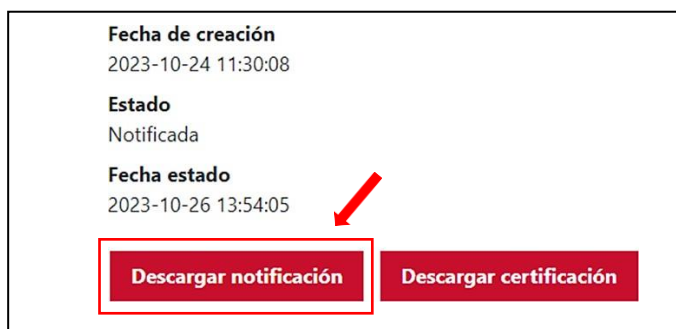 Fecha de creación
2023-10-24 11:30:08
Estado
Notificada
Fecha estado
2023-10-26 13:54:05
Descargar notificación Descargar certificación